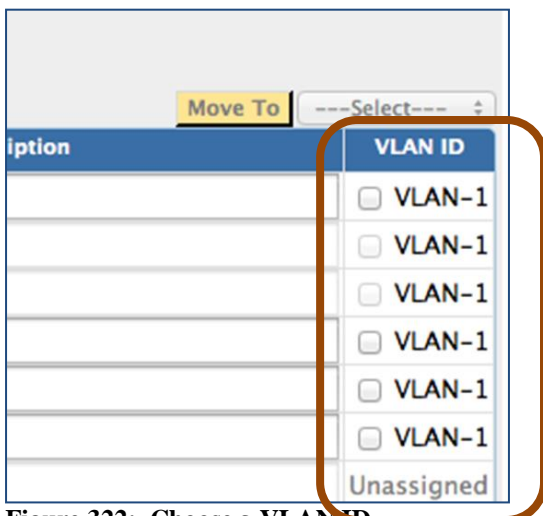 Move To ---Select---
iption VLAN ID
VLAN-1
VLAN-1
VLAN-1
VLAN-1
VLAN-1
VLAN-1
Unassigned
Figure 322: Choose a VLAN ID